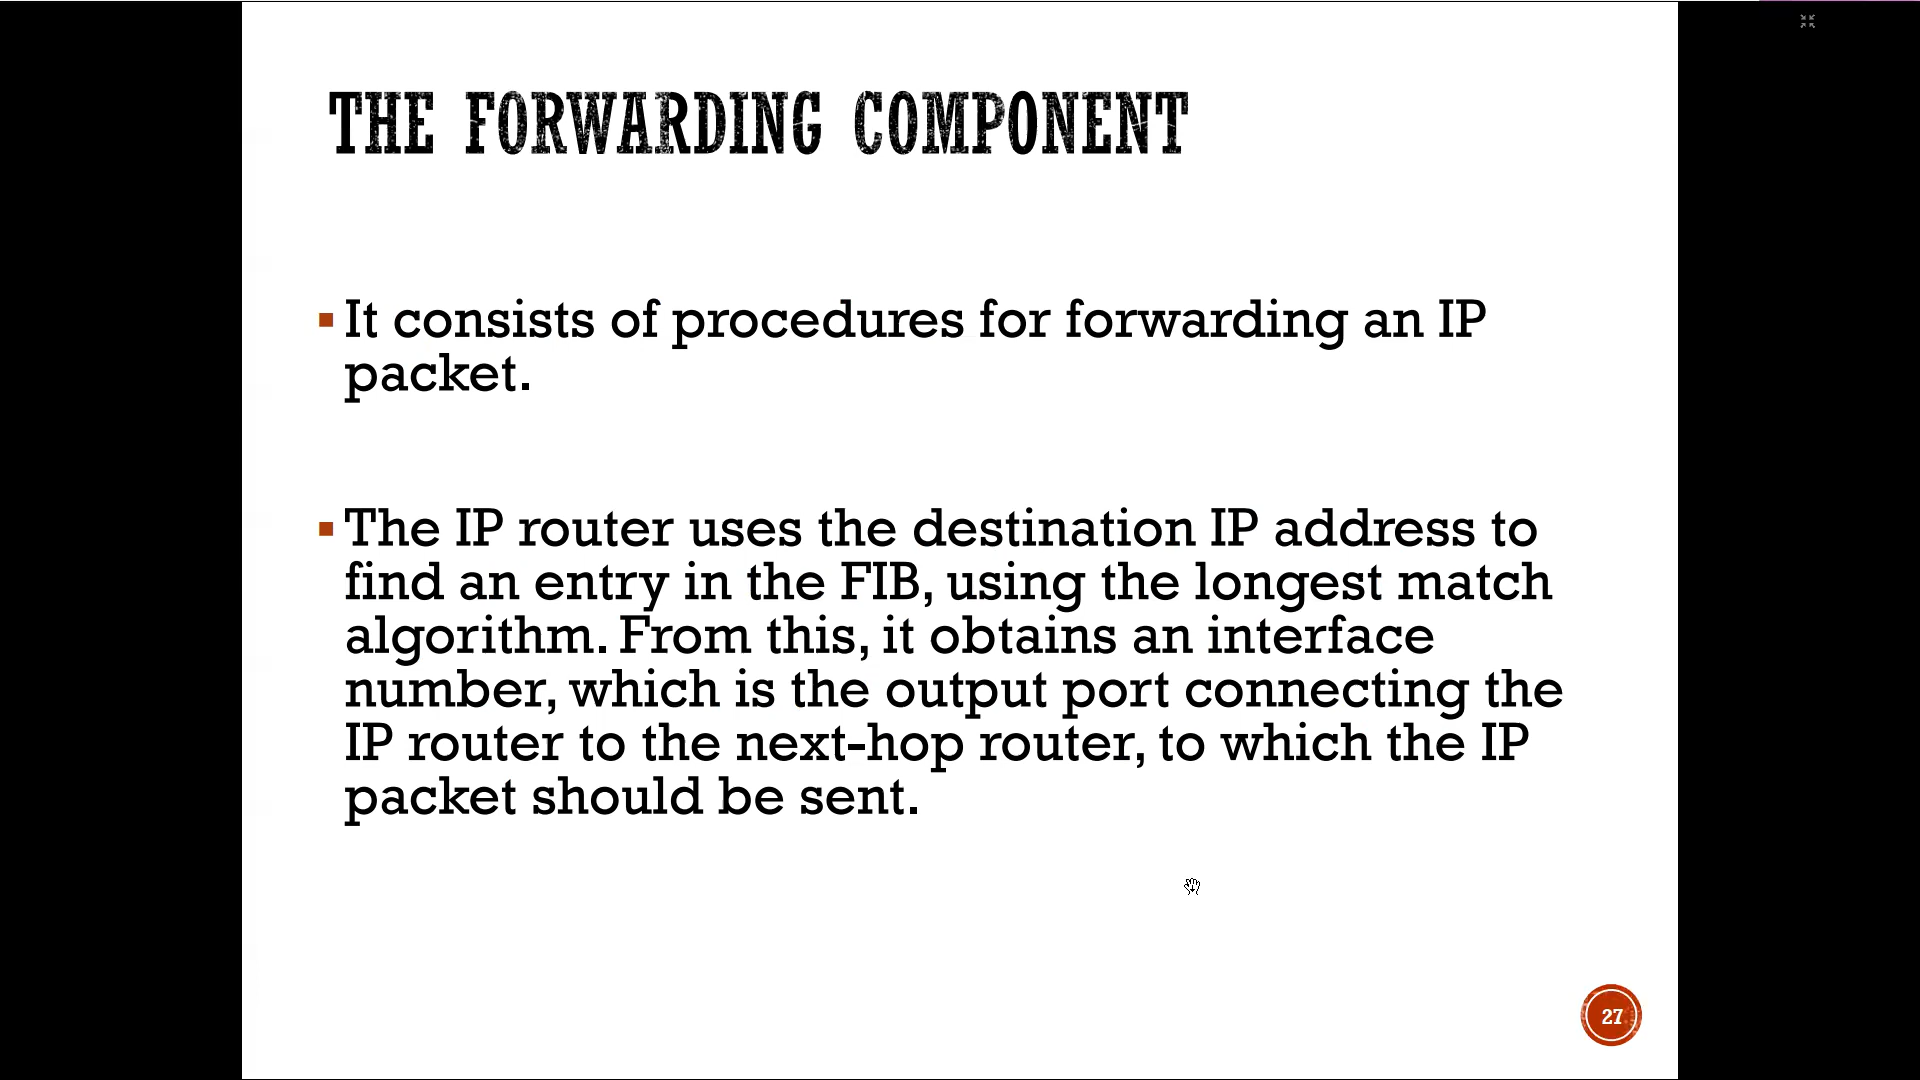 THE FORWARDING COMPONENT
▪ It consists of procedures for forwarding an IP
packet.
▪ The IP router uses the destination IP address to
find an entry in the FIB, using the longest match
algorithm. From this, it obtains an interface
number, which is the output port connecting the
IP router to the next-hop router, to which the IP
packet should be sent.
27